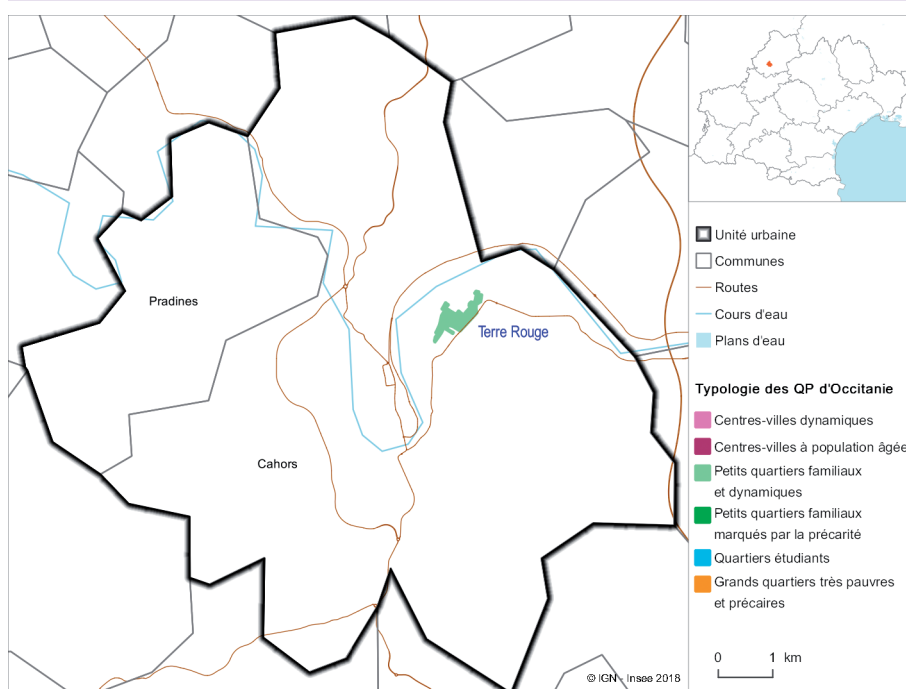 Pradines
Terre Rouge
Cahors
© IGN - Insee 2018
Unité urbaine
Communes
Routes
Cours d'eau
Plans d'eau
Typologie des QP d'Occitanie
Centres-villes dynamiques
Centres-villes à population âgée
Petits quartiers familiaux
et dynamiques
Petits quartiers familiaux
marqués par la précarité
Quartiers étudiants
Grands quartiers très pauvres
et précaires
0 1 km